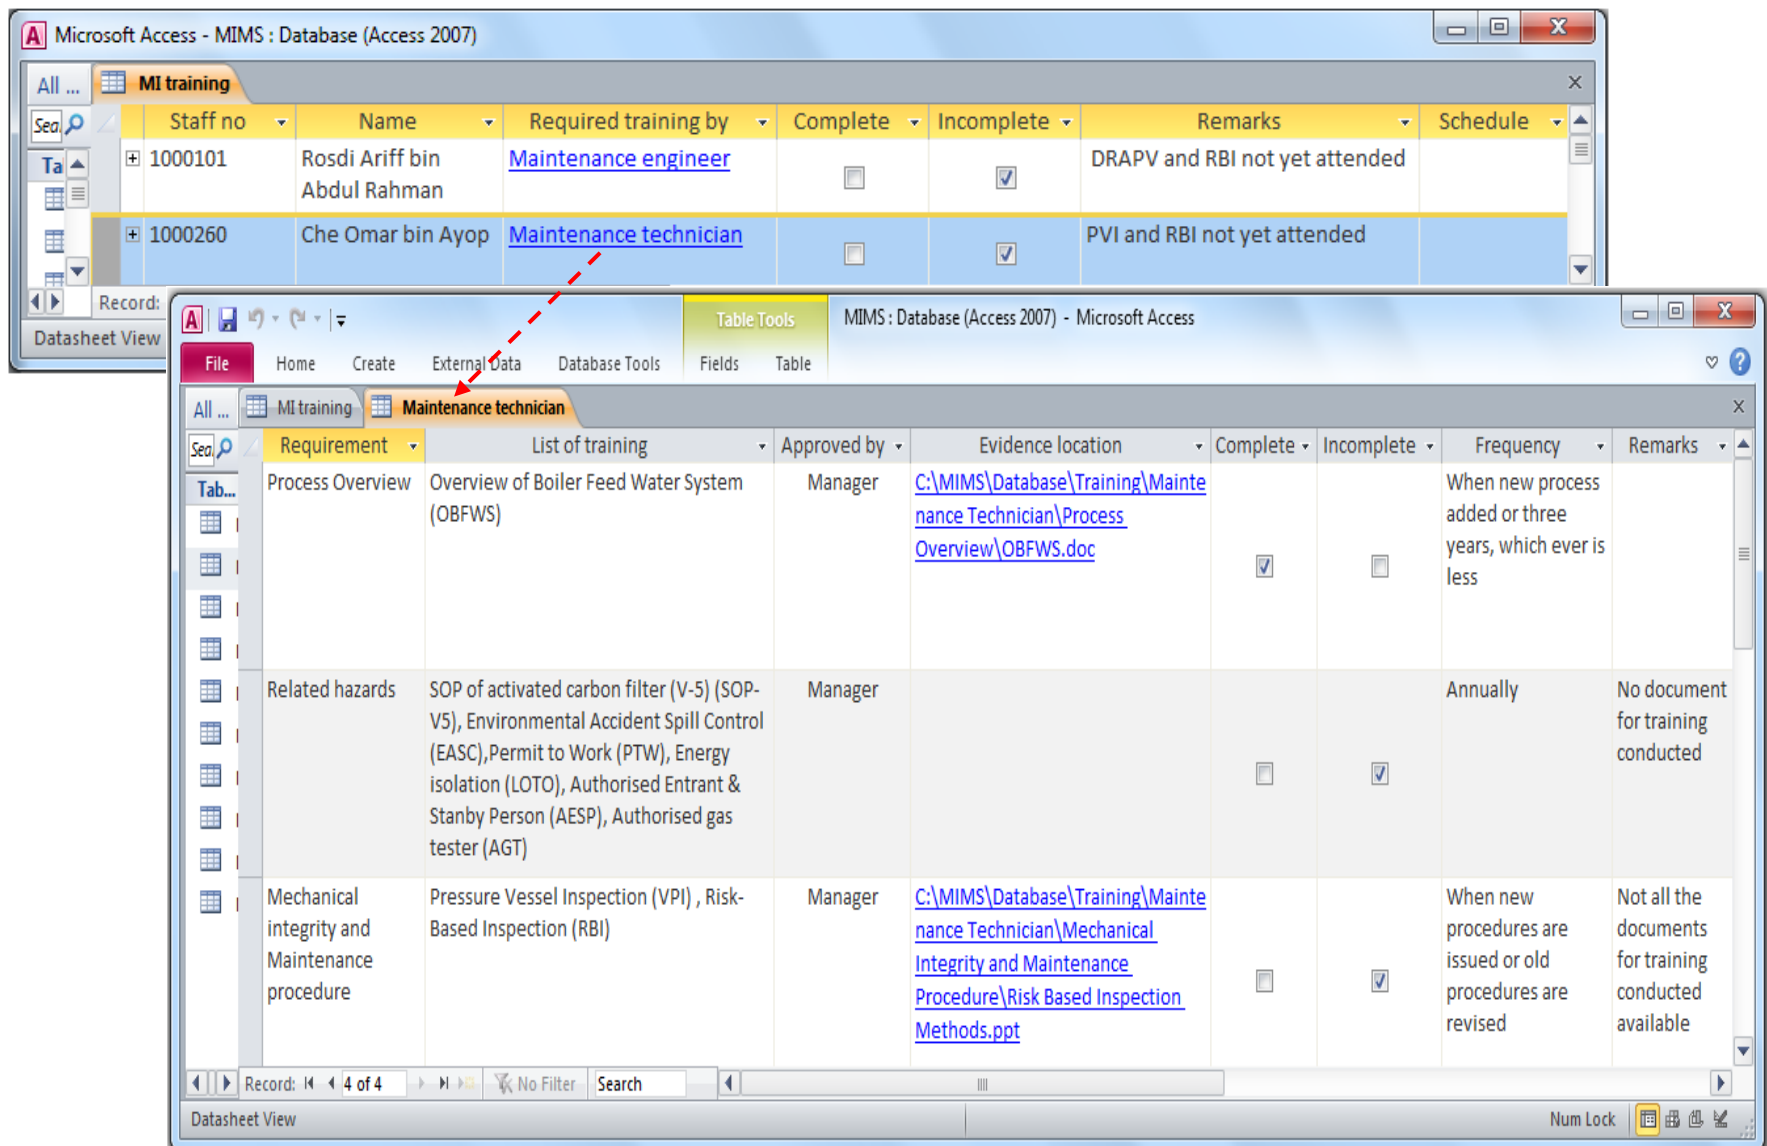 Microsoft Access - MIMS : Database (Access 2007)
All ...
MI training
Sea
Staff no
Name
Required training by
Complete
Incomplete
Remarks
Schedule
1000101
Rosdi Ariff bin
Abdul Rahman
Maintenance engineer
DRAPV and RBI not yet attended
1000260
Che Omar bin Ayop
Maintenance technician
PVI and RBI not yet attended
Record:
Datasheet View
MIMS : Database (Access 2007) - Microsoft Access
Table Tools
File
Home
Create
External Data
Database Tools
Fields
Table
All ...
MI training
Maintenance technician
Sea
Tab...
Requirement
List of training
Approved by
Evidence location
Complete
Incomplete
Frequency
Remarks
Process Overview
Overview of Boiler Feed Water System
(OBFWS)
Manager
C:\MIMS\Database\Training\Mainte
nance Technician\Process
Overview\OBFWS.doc
When new process
added or three
years, which ever is
less
Related hazards
SOP of activated carbon filter (V-5) (SOP-
V5), Environmental Accident Spill Control
(EASC),Permit to Work (PTW), Energy
isolation (LOTO), Authorised Entrant &
Stanby Person (AESP), Authorised gas
tester (AGT)
Manager
Annually
No document
for training
conducted
Mechanical
integrity and
Maintenance
procedure
Pressure Vessel Inspection (VPI) , Risk-
Based Inspection (RBI)
Manager
C:\MIMS\Database\Training\Mainte
nance Technician\Mechanical
Integrity and Maintenance
Procedure\Risk Based Inspection
Methods.ppt
When new
procedures are
issued or old
procedures are
revised
Not all the
documents
for training
conducted
available
Record:
4 of 4
No Filter
Search
Datasheet View
Num Lock